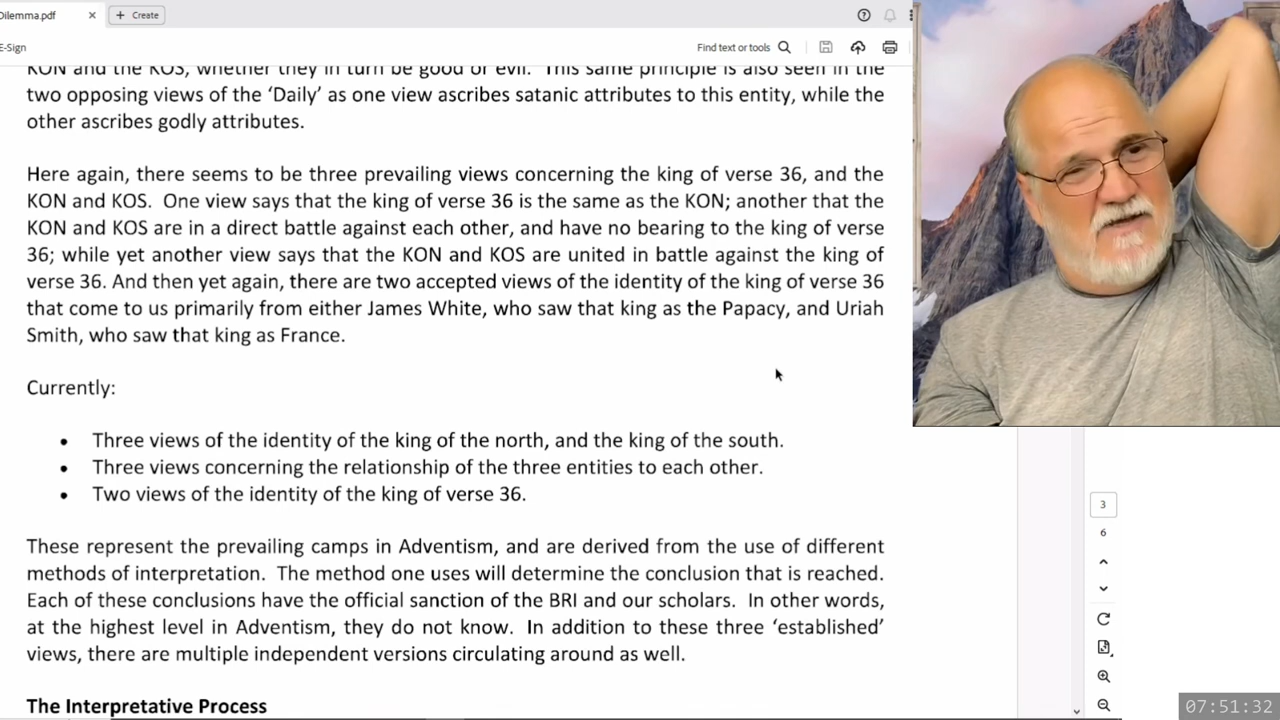 Dilemma.pdf
Create
E-Sign
Find text or tools
KON and the KOS, whether they in turn be good or evil. This same principle is also seen in the
two opposing views of the 'Daily' as one view ascribes satanic attributes to this entity, while the
other ascribes godly attributes.
Here again, there seems to be three prevailing views concerning the king of verse 36, and the
KON and KOS. One view says that the king of verse 36 is the same as the KON; another that the
KON and KOS are in a direct battle against each other, and have no bearing to the king of verse
36; while yet another view says that the KON and KOS are united in battle against the king of
verse 36. And then yet again, there are two accepted views of the identity of the king of verse 36
that come to us primarily from either James White, who saw that king as the Papacy, and Uriah
Smith, who saw that king as France.
Currently:
• Three views of the identity of the king of the north, and the king of the south.
• Three views concerning the relationship of the three entities to each other.
• Two views of the identity of the king of verse 36.
These represent the prevailing camps in Adventism, and are derived from the use of different
methods of interpretation. The method one uses will determine the conclusion that is reached.
Each of these conclusions have the official sanction of the BRI and our scholars. In other words,
at the highest level in Adventism, they do not know. In addition to these three 'established'
views, there are multiple independent versions circulating around as well.
The Interpretative Process
3
6
07:51:32